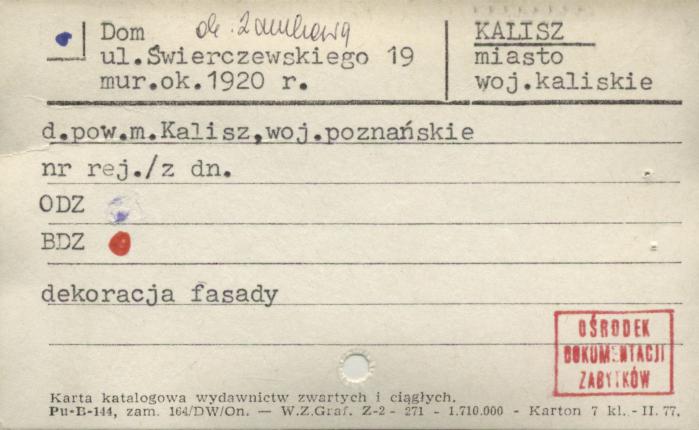 Dom ob. Zamkowa
ul.Świerczewskiego 19
mur.ok.1920 r.
KALISZ
miasto
woj.kaliskie
d.pow.m.Kalisz,woj.poznańskie
nr rej./z dn.
ODZ
BDZ
dekoracja fasady
OŚRODEK
DOKUMENTACJI
ZABYTKÓW
Karta katalogowa wydawnictw zwartych i ciągłych.
Pu-B-144, zam. 164/DW/On. — W.Z.Graf. Z-2 - 271 - 1.710.000 - Karton 7 kl. - II. 77.